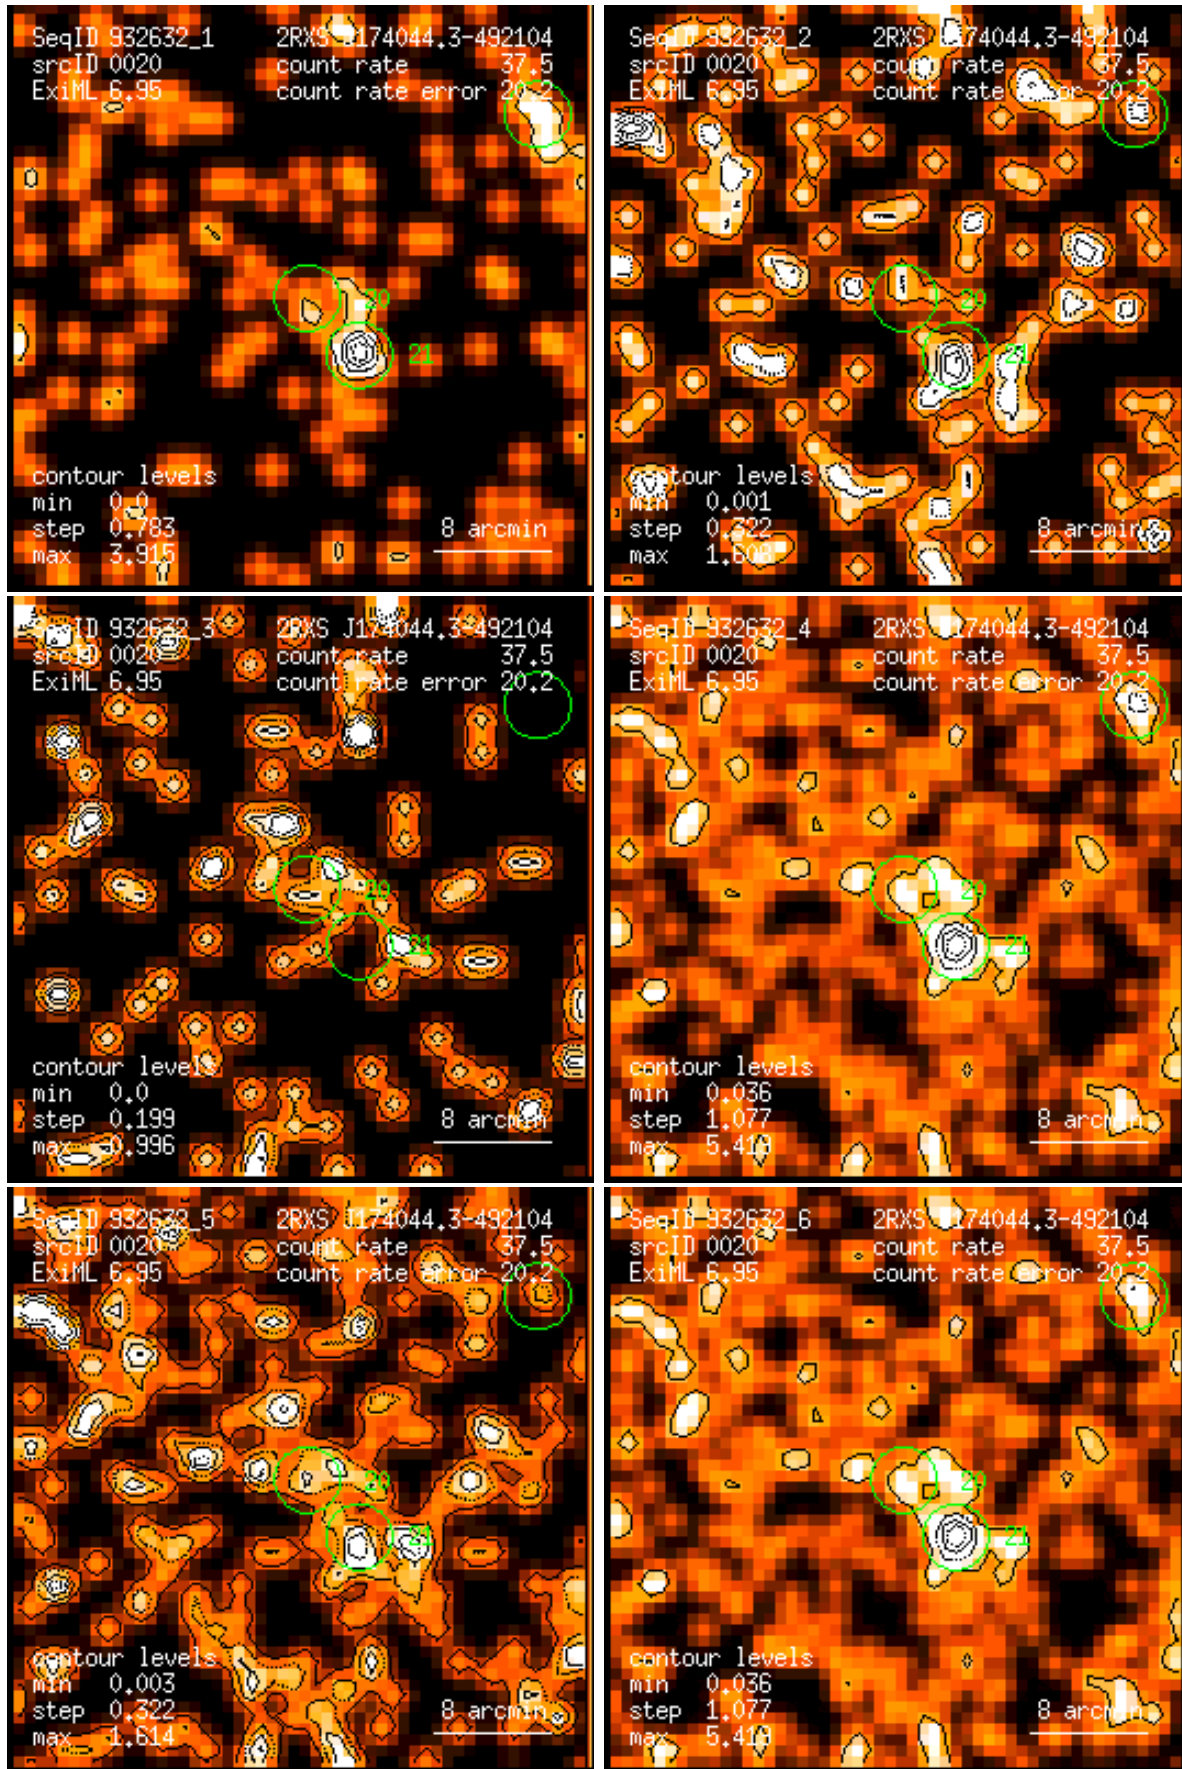 SeqID 932632_1 2RXS J174044.3-492104
srcID 0020 count rate 37.5
ExiML 6.95 count rate error 20.2
20
21
contour levels
min 0.0
step 0.783 8 arcmin
max 3.915
SeqID 932632_2 2RXS J174044.3-492104
srcID 0020 count rate 37.5
ExiML 6.95 count rate error 20.2
20
21
contour levels
min 0.001
step 0.322 8 arcmin
max 1.608
SeqID 932632_3 2RXS J174044.3-492104
srcID 0020 count rate 37.5
ExiML 6.95 count rate error 20.2
20
21
contour levels
min 0.0
step 0.199 8 arcmin
max 0.996
SeqID 932632_4 2RXS J174044.3-492104
srcID 0020 count rate 37.5
ExiML 6.95 count rate error 20.2
20
21
contour levels
min 0.036
step 1.077 8 arcmin
max 5.419
SeqID 932632_5 2RXS J174044.3-492104
srcID 0020 count rate 37.5
ExiML 6.95 count rate error 20.2
20
21
contour levels
min 0.003
step 0.322 8 arcmin
max 1.614
SeqID 932632_6 2RXS J174044.3-492104
srcID 0020 count rate 37.5
ExiML 6.95 count rate error 20.2
20
21
contour levels
min 0.036
step 1.077 8 arcmin
max 5.419